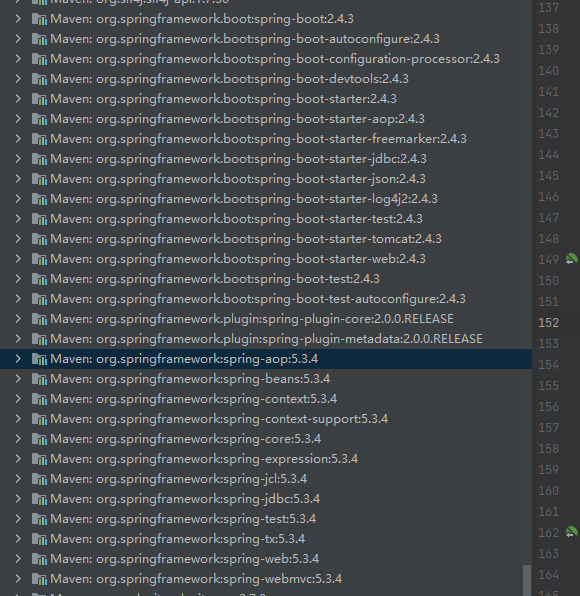 Maven: org.springframework.boot:spring-boot:2.4.3
Maven: org.springframework.boot:spring-boot-autoconfigure:2.4.3
Maven: org.springframework.boot:spring-boot-configuration-processor:2.4.3
Maven: org.springframework.boot:spring-boot-devtools:2.4.3
Maven: org.springframework.boot:spring-boot-starter:2.4.3
Maven: org.springframework.boot:spring-boot-starter-aop:2.4.3
Maven: org.springframework.boot:spring-boot-starter-freemarker:2.4.3
Maven: org.springframework.boot:spring-boot-starter-jdbc:2.4.3
Maven: org.springframework.boot:spring-boot-starter-json:2.4.3
Maven: org.springframework.boot:spring-boot-starter-log4j2:2.4.3
Maven: org.springframework.boot:spring-boot-starter-test:2.4.3
Maven: org.springframework.boot:spring-boot-starter-tomcat:2.4.3
Maven: org.springframework.boot:spring-boot-starter-web:2.4.3
Maven: org.springframework.boot:spring-boot-test:2.4.3
Maven: org.springframework.boot:spring-boot-test-autoconfigure:2.4.3
Maven: org.springframework.plugin:spring-plugin-core:2.0.0.RELEASE
Maven: org.springframework.plugin:spring-plugin-metadata:2.0.0.RELEASE
Maven: org.springframework:spring-aop:5.3.4
Maven: org.springframework:spring-beans:5.3.4
Maven: org.springframework:spring-context:5.3.4
Maven: org.springframework:spring-context-support:5.3.4
Maven: org.springframework:spring-core:5.3.4
Maven: org.springframework:spring-expression:5.3.4
Maven: org.springframework:spring-jcl:5.3.4
Maven: org.springframework:spring-jdbc:5.3.4
Maven: org.springframework:spring-test:5.3.4
Maven: org.springframework:spring-tx:5.3.4
Maven: org.springframework:spring-web:5.3.4
Maven: org.springframework:spring-webmvc:5.3.4
137
138
139
140
141
142
143
144
145
146
147
148
149
150
151
152
153
154
155
156
157
158
159
160
161
162
163
164